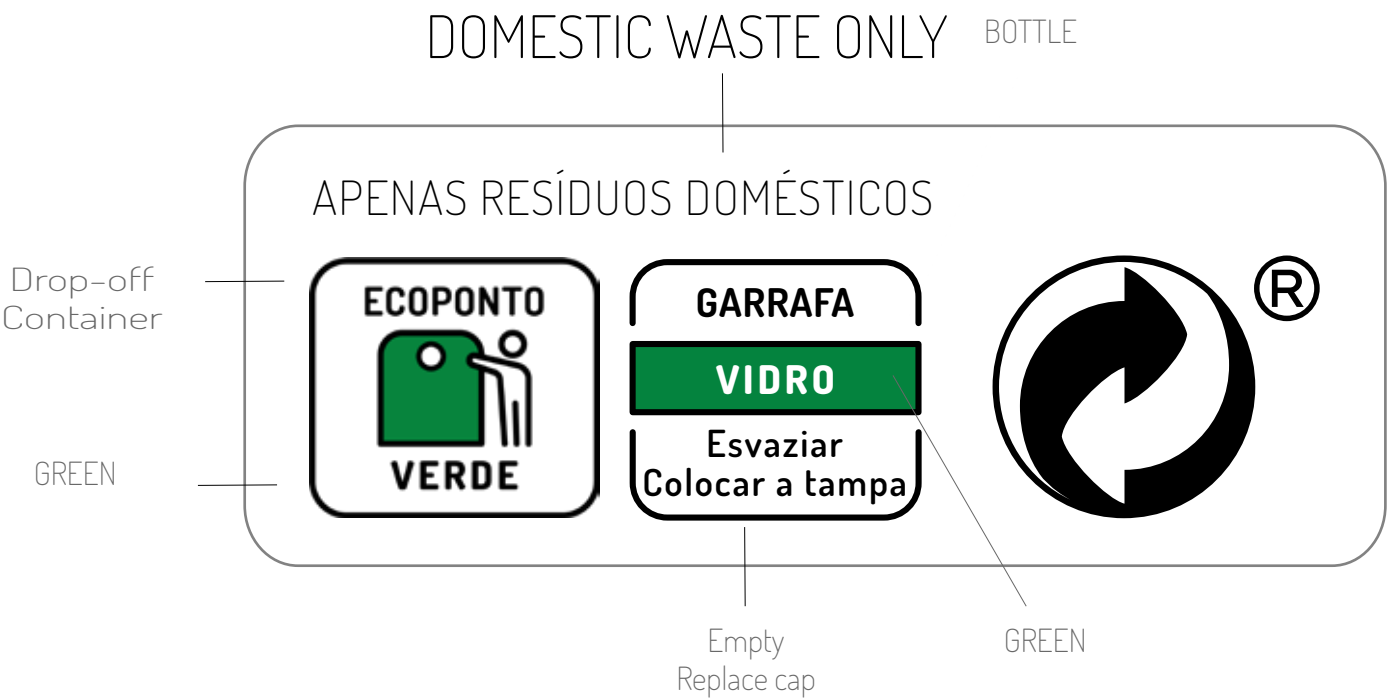 DOMESTIC WASTE ONLY
BOTTLE
APENAS RESÍDUOS DOMÉSTICOS
Drop-off
Container
ECOPONTO
VERDE
GREEN
GARRAFA
VIDRO
Esvaziar
Colocar a tampa
®
Empty
Replace cap
GREEN